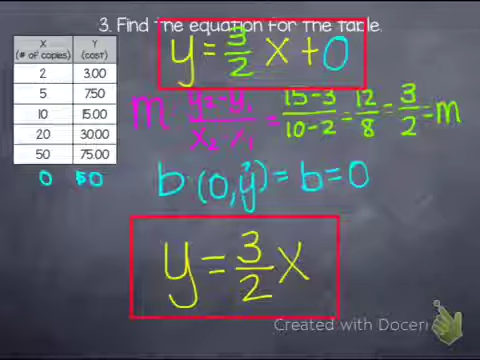 3. Find the equation for the table.
y = 3/2 x + 0
X Y
(# of copies) (cost)
2 3.00
5 7.50
10 15.00
20 30.00
50 75.00
0 $0
m y2-y1/x2-x1 = 15-3/10-2 = 12/8 = 3/2 = m
b (0,y) = b = 0
y = 3/2 x
Created with Doceri